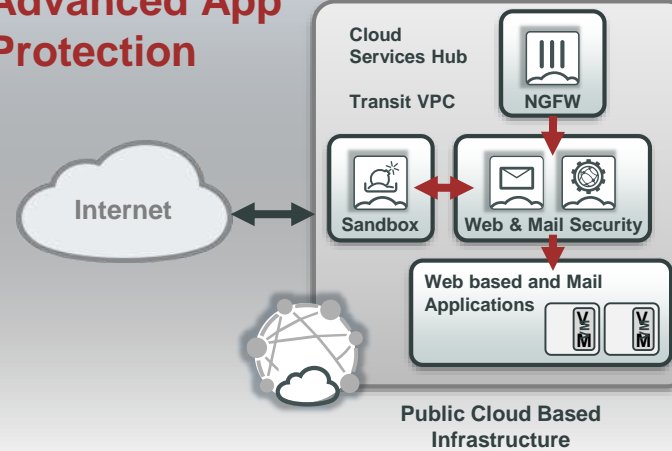 Advanced App
Protection
Cloud
Services Hub
Transit VPC
NGFW
Internet
Sandbox
Web & Mail Security
Web based and Mail
Applications
VM
VM
Public Cloud Based
Infrastructure